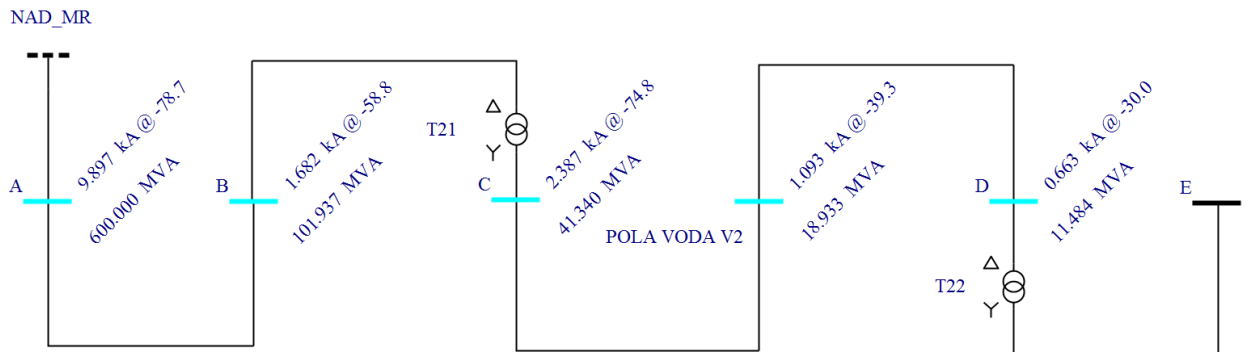 NAD_MR
A
9.897 kA @ -78.7
600.000 MVA
B
1.682 kA @ -58.8
101.937 MVA
T21
C
2.387 kA @ -74.8
41.340 MVA
POLA VODA V2
1.093 kA @ -39.3
18.933 MVA
D
0.663 kA @ -30.0
11.484 MVA
T22
E